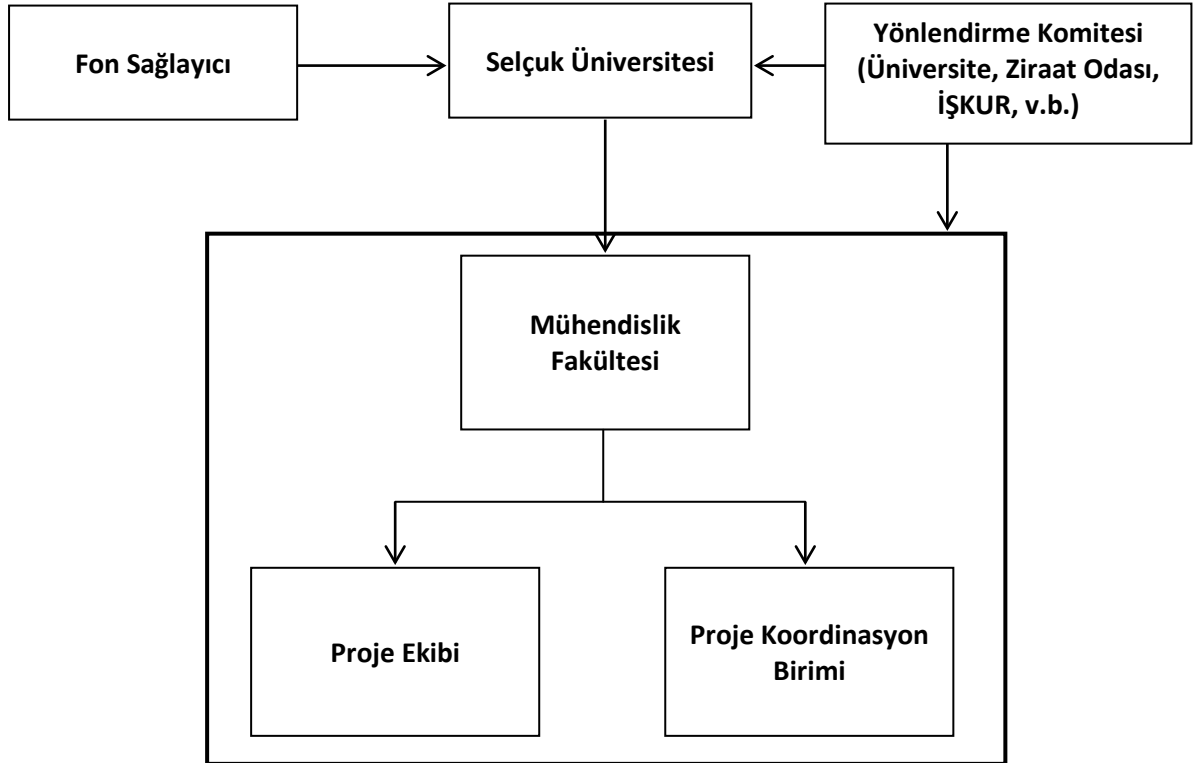 Fon Sağlayıcı
Selçuk Üniversitesi
Yönlendirme Komitesi
(Üniversite, Ziraat Odası,
İŞKUR, v.b.)
Mühendislik
Fakültesi
Proje Ekibi
Proje Koordinasyon
Birimi